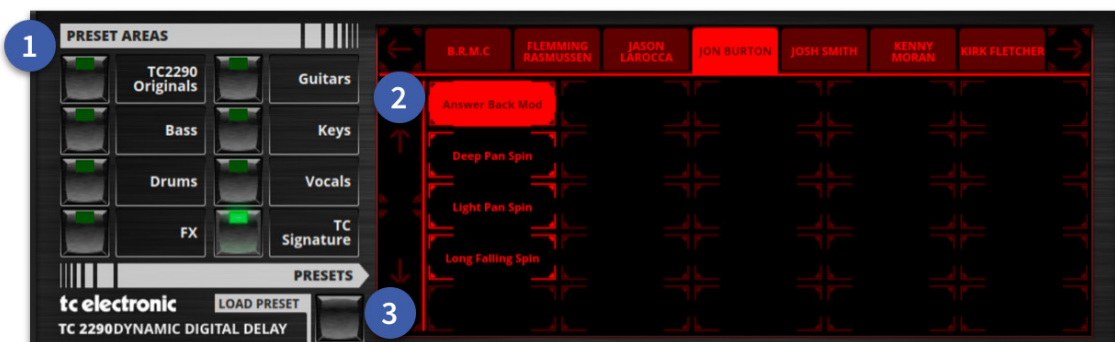 1
PRESET AREAS
TC2290
Originals
Guitars
Bass
Keys
Drums
Vocals
FX
TC
Signature
PRESETS
tc electronic
LOAD PRESET
TC 2290 DYNAMIC DIGITAL DELAY
B.R.M.C
FLEMMING
RASMUSSEN
JASON
LAROCCA
JON BURTON
JOSH SMITH
KENNY
MORAN
KIRK FLETCHER
2
Answer Back Mod
Deep Pan Spin
Light Pan Spin
Long Falling Spin
3